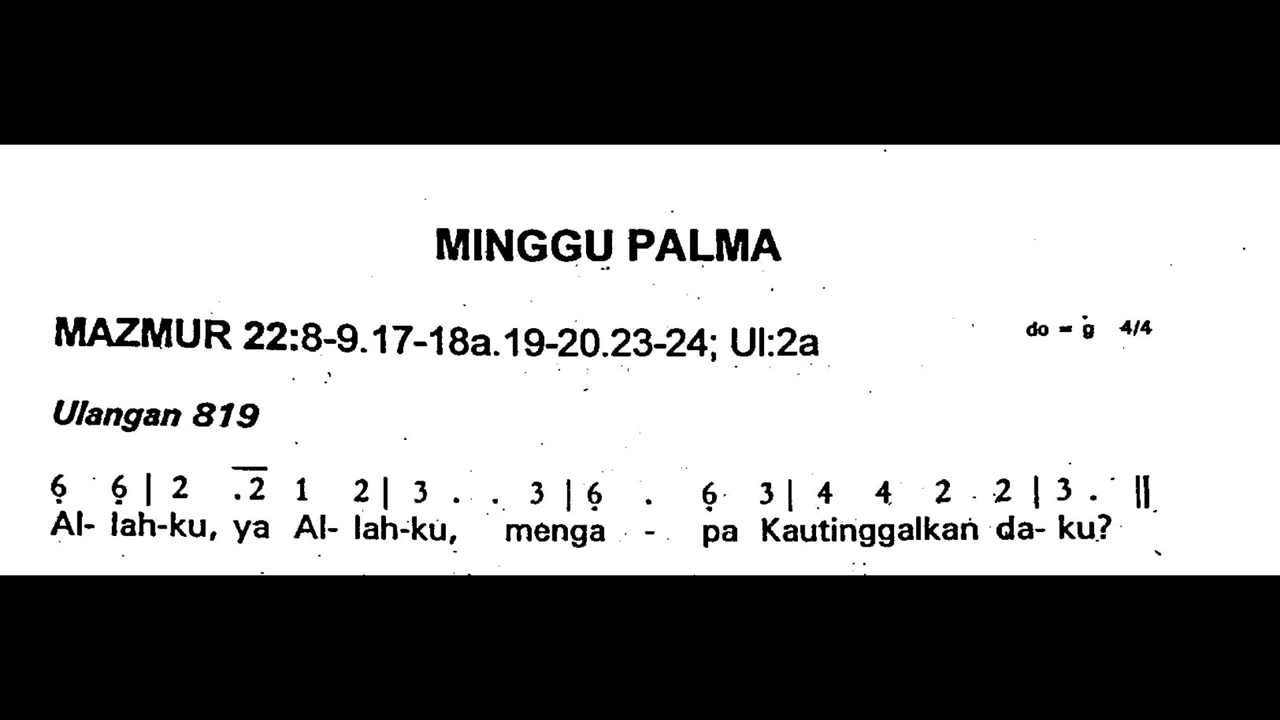 MINGGU PALMA
MAZMUR 22:8-9.17-18a.19-20.23-24; Ul:2a
do = g 4/4
Ulangan 819
6̣ 6̣ | 2 .2 1 2 | 3 . . 3 | 6̣ . 6̣ 3 | 4 4 2 2 | 3 . ||
Al- lah-ku, ya Al- lah-ku, menga - pa Kautinggalkan da- ku?